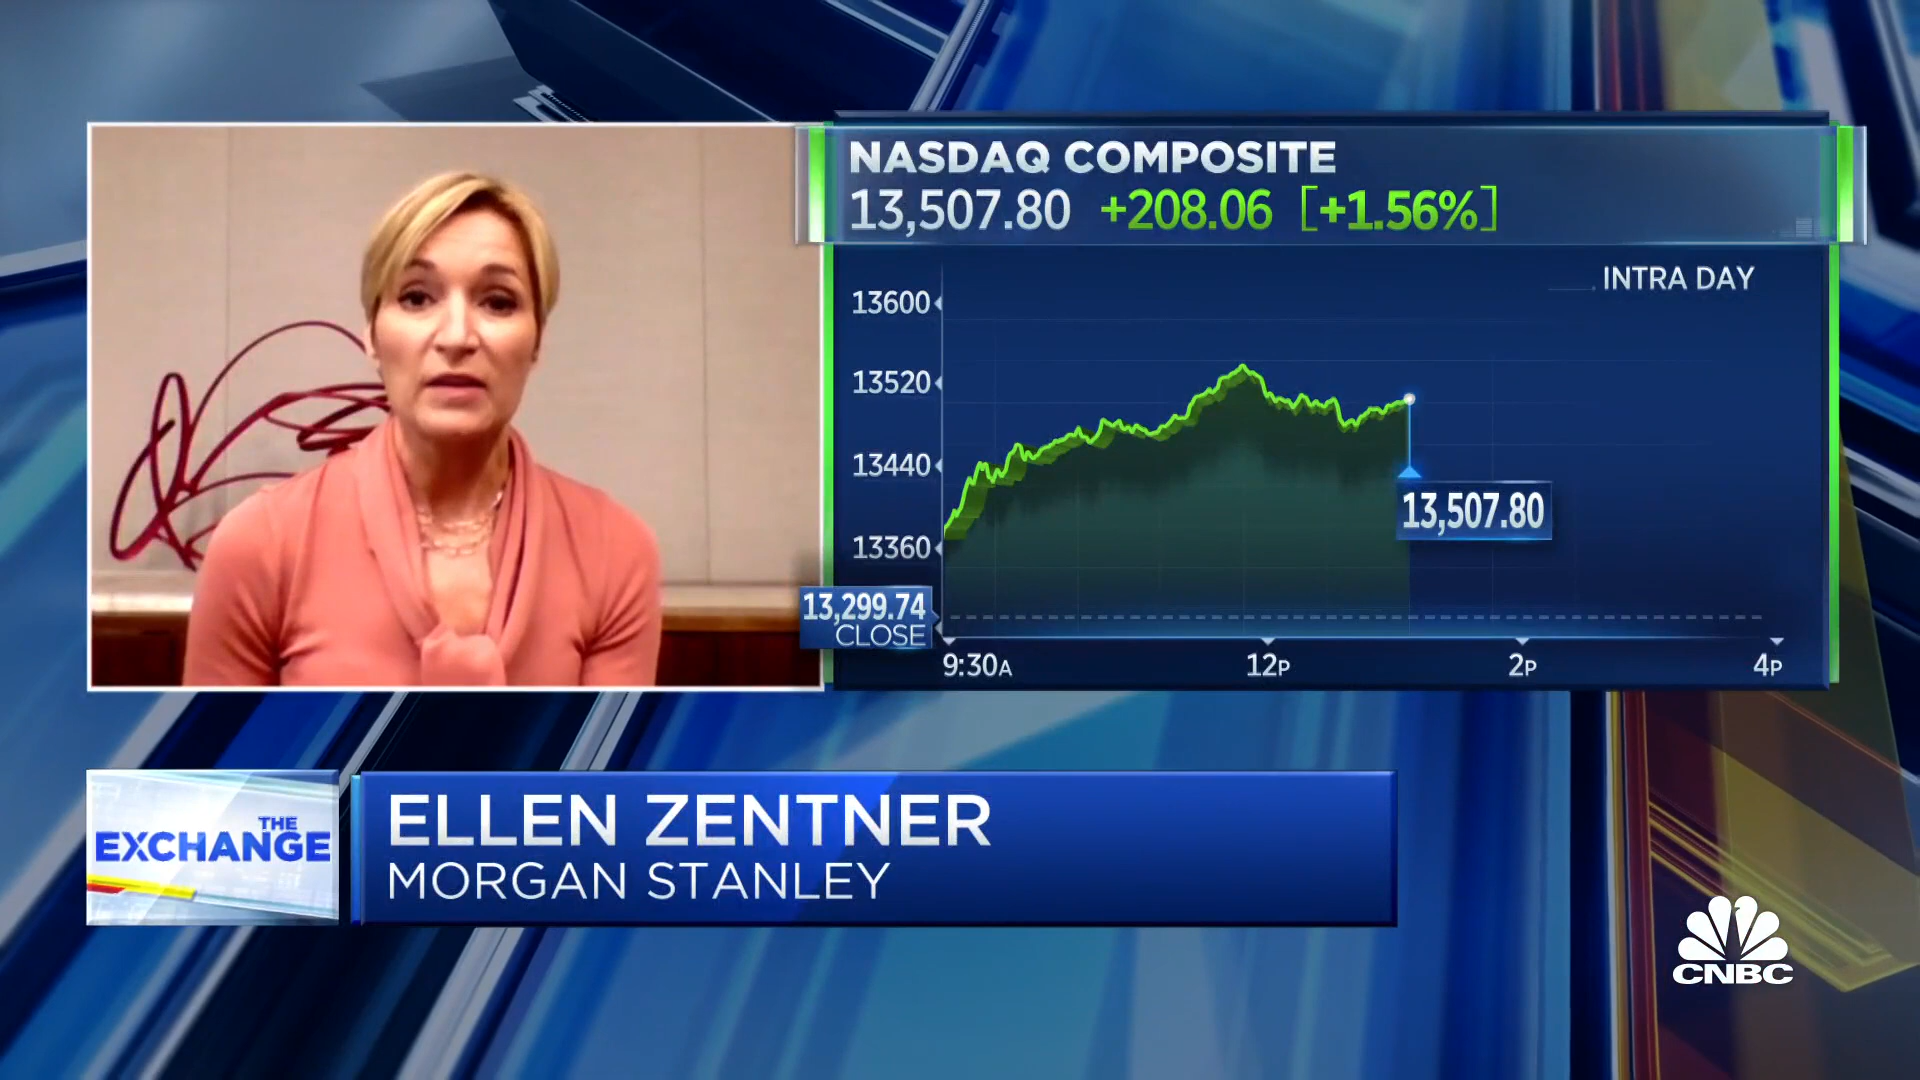 NASDAQ COMPOSITE
13,507.80 +208.06 [+1.56%]
INTRA DAY
13600
13520
13440
13360
13,507.80
13,299.74
CLOSE
9:30A 12P 2P 4P
THE
EXCHANGE
ELLEN ZENTNER
MORGAN STANLEY
CNBC